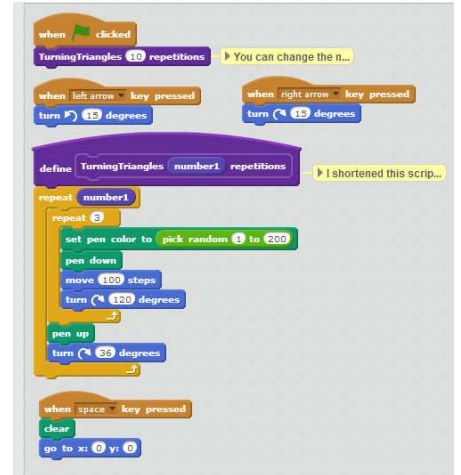 when clicked
TurningTriangles 10 repetitions
You can change the n...
when left arrow key pressed
turn 15 degrees
when right arrow key pressed
turn 15 degrees
define TurningTriangles number1 repetitions
I shortened this scrip...
repeat number1
repeat 3
set pen color to pick random 1 to 200
pen down
move 100 steps
turn 120 degrees
pen up
turn 36 degrees
when space key pressed
clear
go to x: 0 y: 0